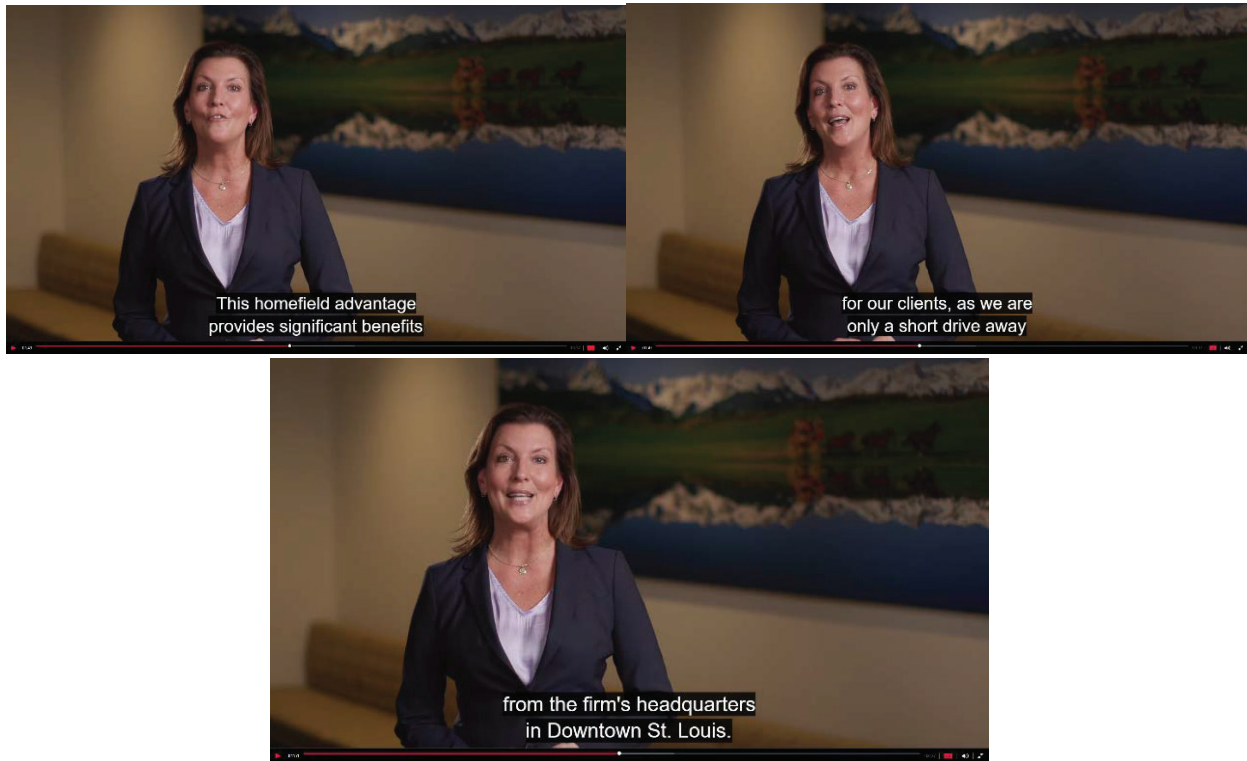 This homefield advantage
provides significant benefits
for our clients, as we are
only a short drive away
from the firm's headquarters
in Downtown St. Louis.